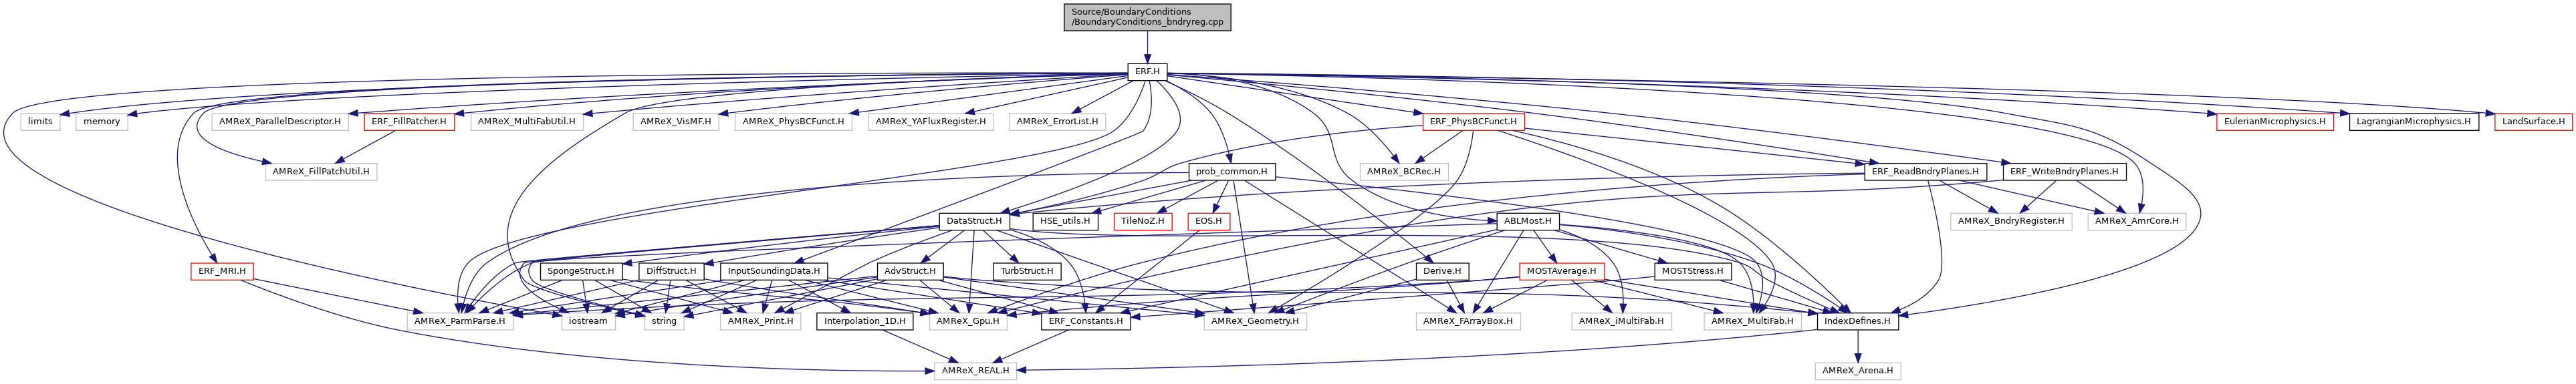 Source/BoundaryConditions
/BoundaryConditions_bndryreg.cpp
ERF.H
limits
memory
AMReX_ParallelDescriptor.H
ERF_FillPatcher.H
AMReX_MultiFabUtil.H
AMReX_VisMF.H
AMReX_PhysBCFunct.H
AMReX_YAFluxRegister.H
AMReX_ErrorList.H
ERF_PhysBCFunct.H
EulerianMicrophysics.H
LagrangianMicrophysics.H
LandSurface.H
AMReX_FillPatchUtil.H
prob_common.H
AMReX_BCRec.H
ERF_ReadBndryPlanes.H
ERF_WriteBndryPlanes.H
DataStruct.H
HSE_utils.H
TileNoZ.H
EOS.H
ABLMost.H
AMReX_BndryRegister.H
AMReX_AmrCore.H
ERF_MRI.H
SpongeStruct.H
DiffStruct.H
InputSoundingData.H
AdvStruct.H
TurbStruct.H
Derive.H
MOSTAverage.H
MOSTStress.H
AMReX_ParmParse.H
iostream
string
AMReX_Print.H
Interpolation_1D.H
AMReX_Gpu.H
ERF_Constants.H
AMReX_Geometry.H
AMReX_FArrayBox.H
AMReX_iMultiFab.H
AMReX_MultiFab.H
IndexDefines.H
AMReX_REAL.H
AMReX_Arena.H